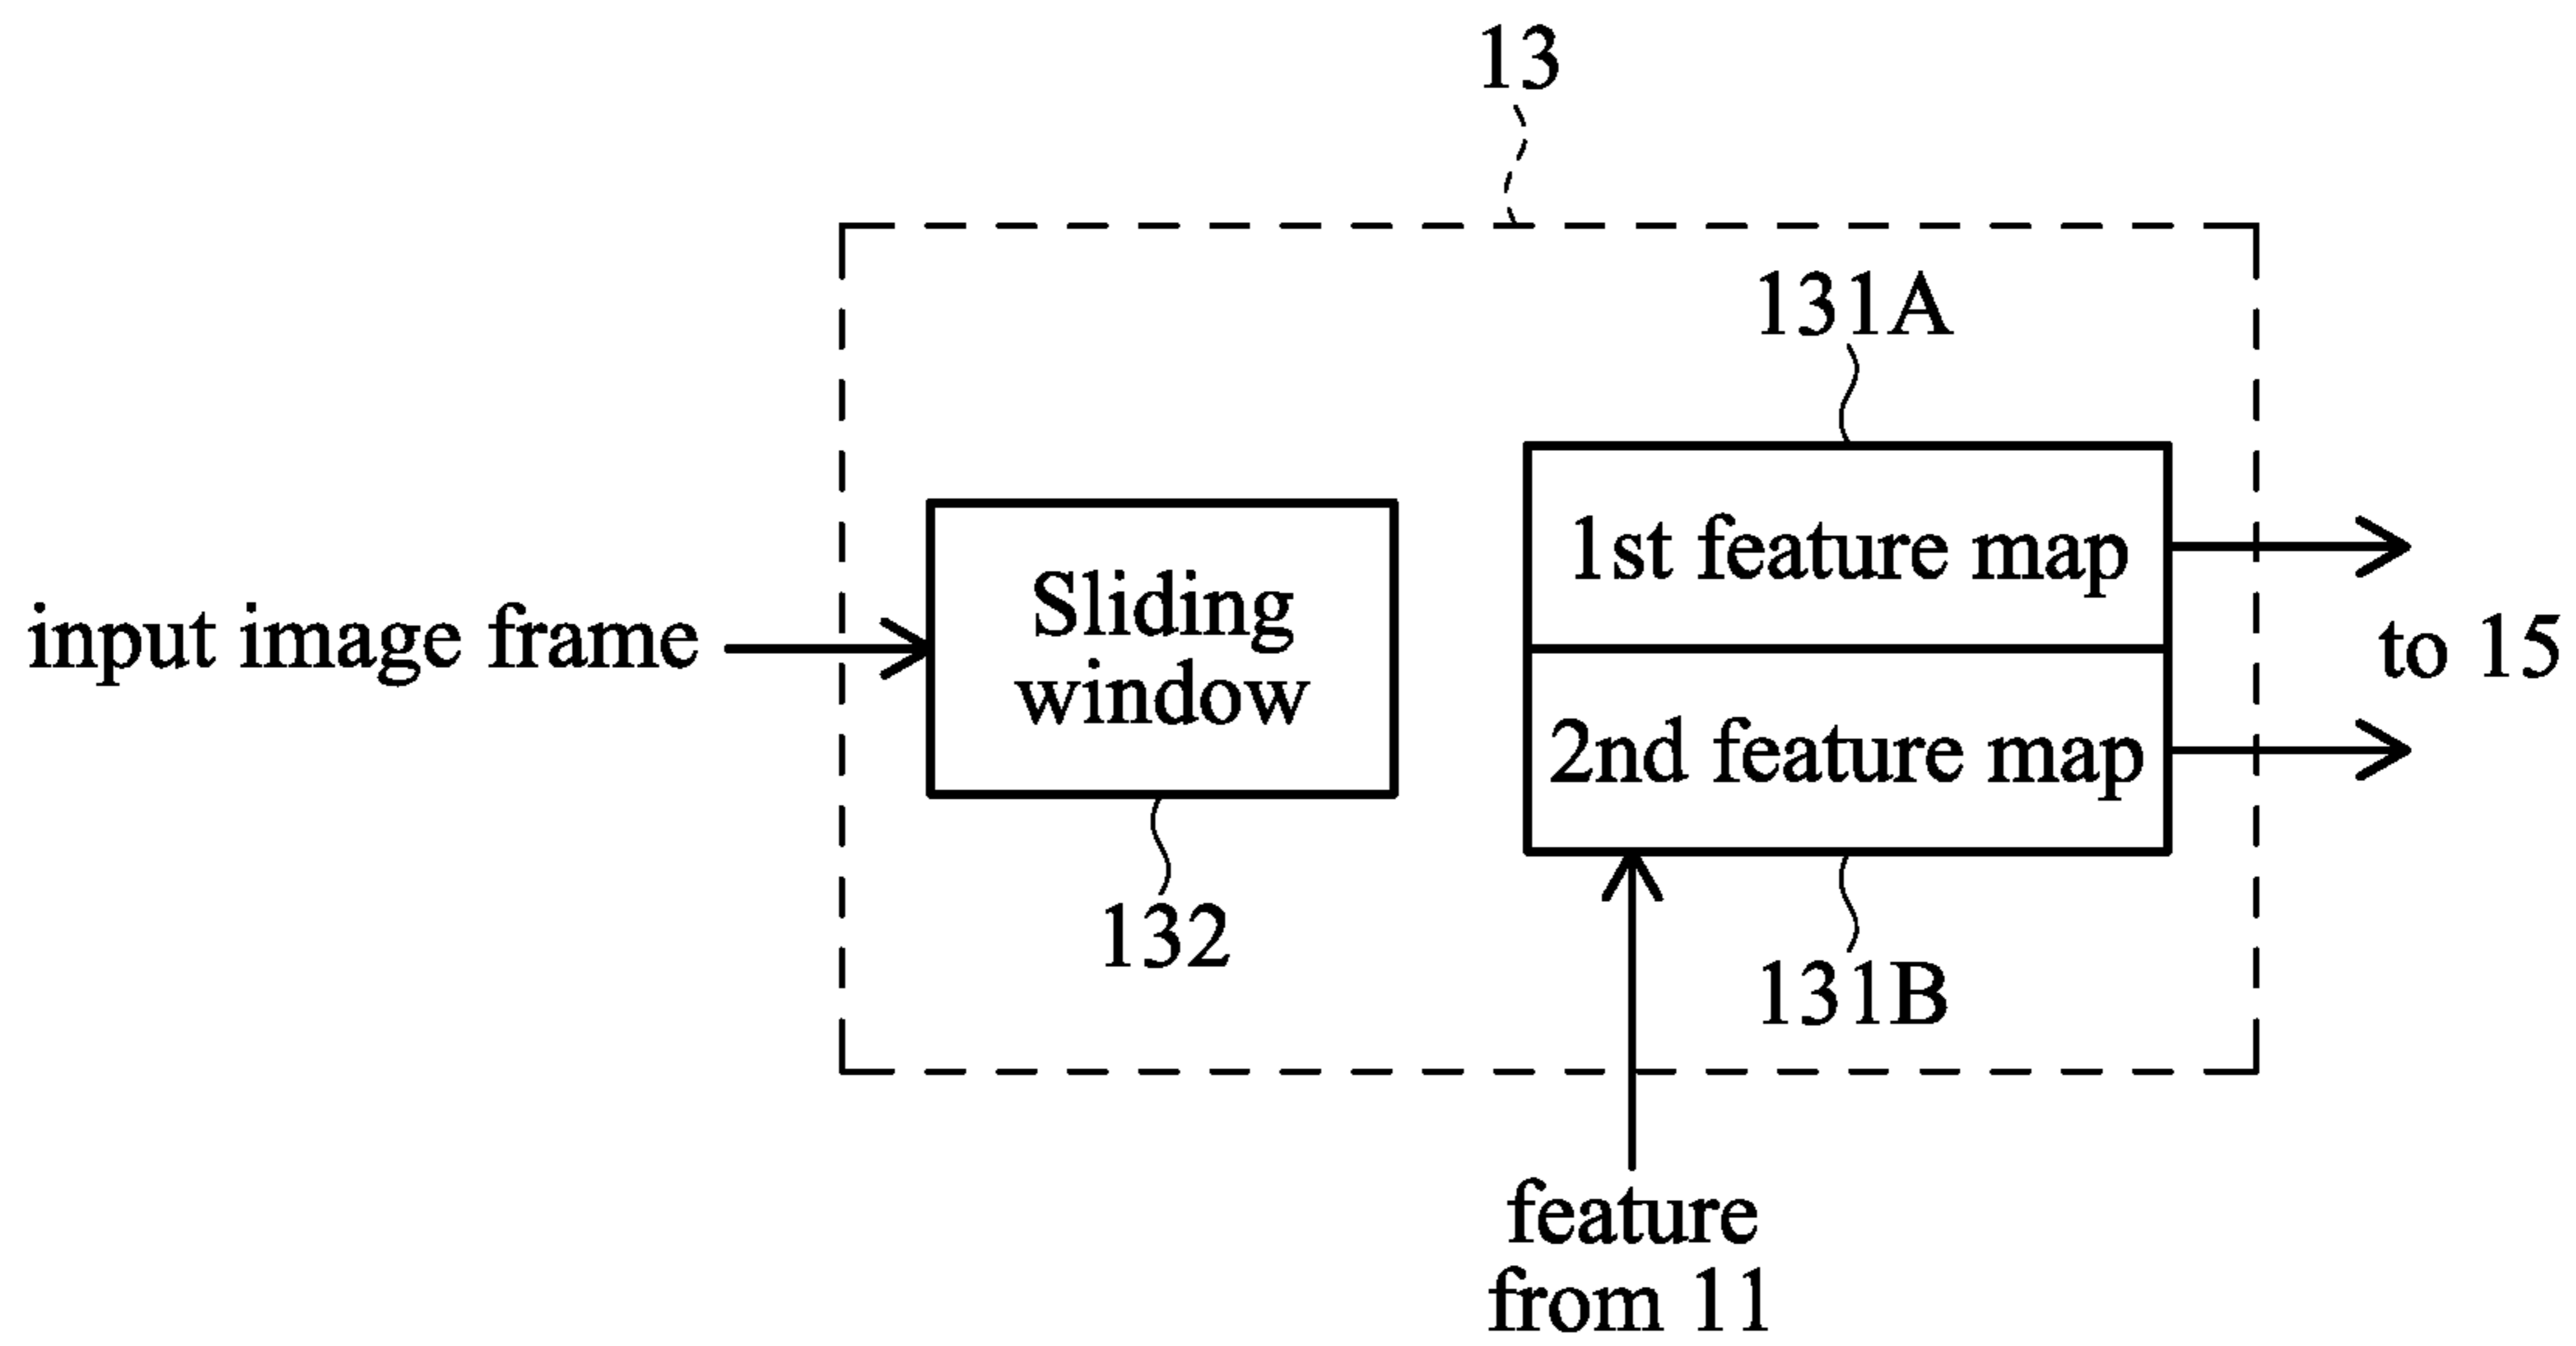 13
131A
1st feature map
Sliding
window
input image frame
to 15
2nd feature map
132
131B
feature
from 11